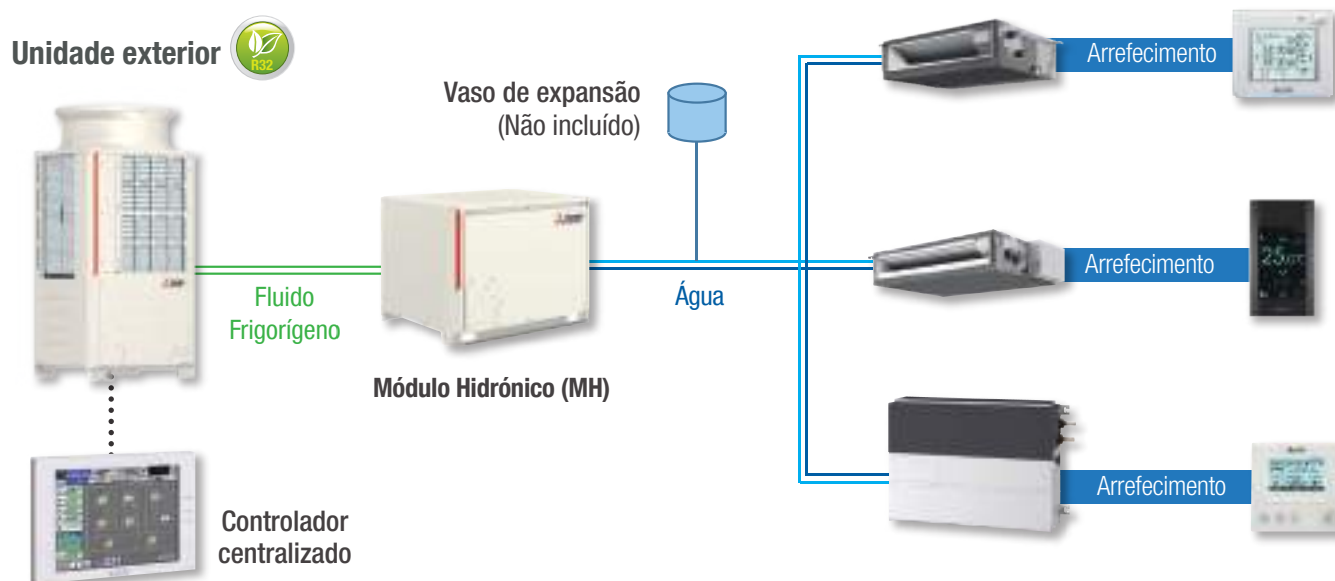 Unidade exterior
R32
Vaso de expansão
(Não incluído)
Arrefecimento
Fluido
Frigorígeno
Água
Arrefecimento
Módulo Hidrónico (MH)
Arrefecimento
Controlador
centralizado